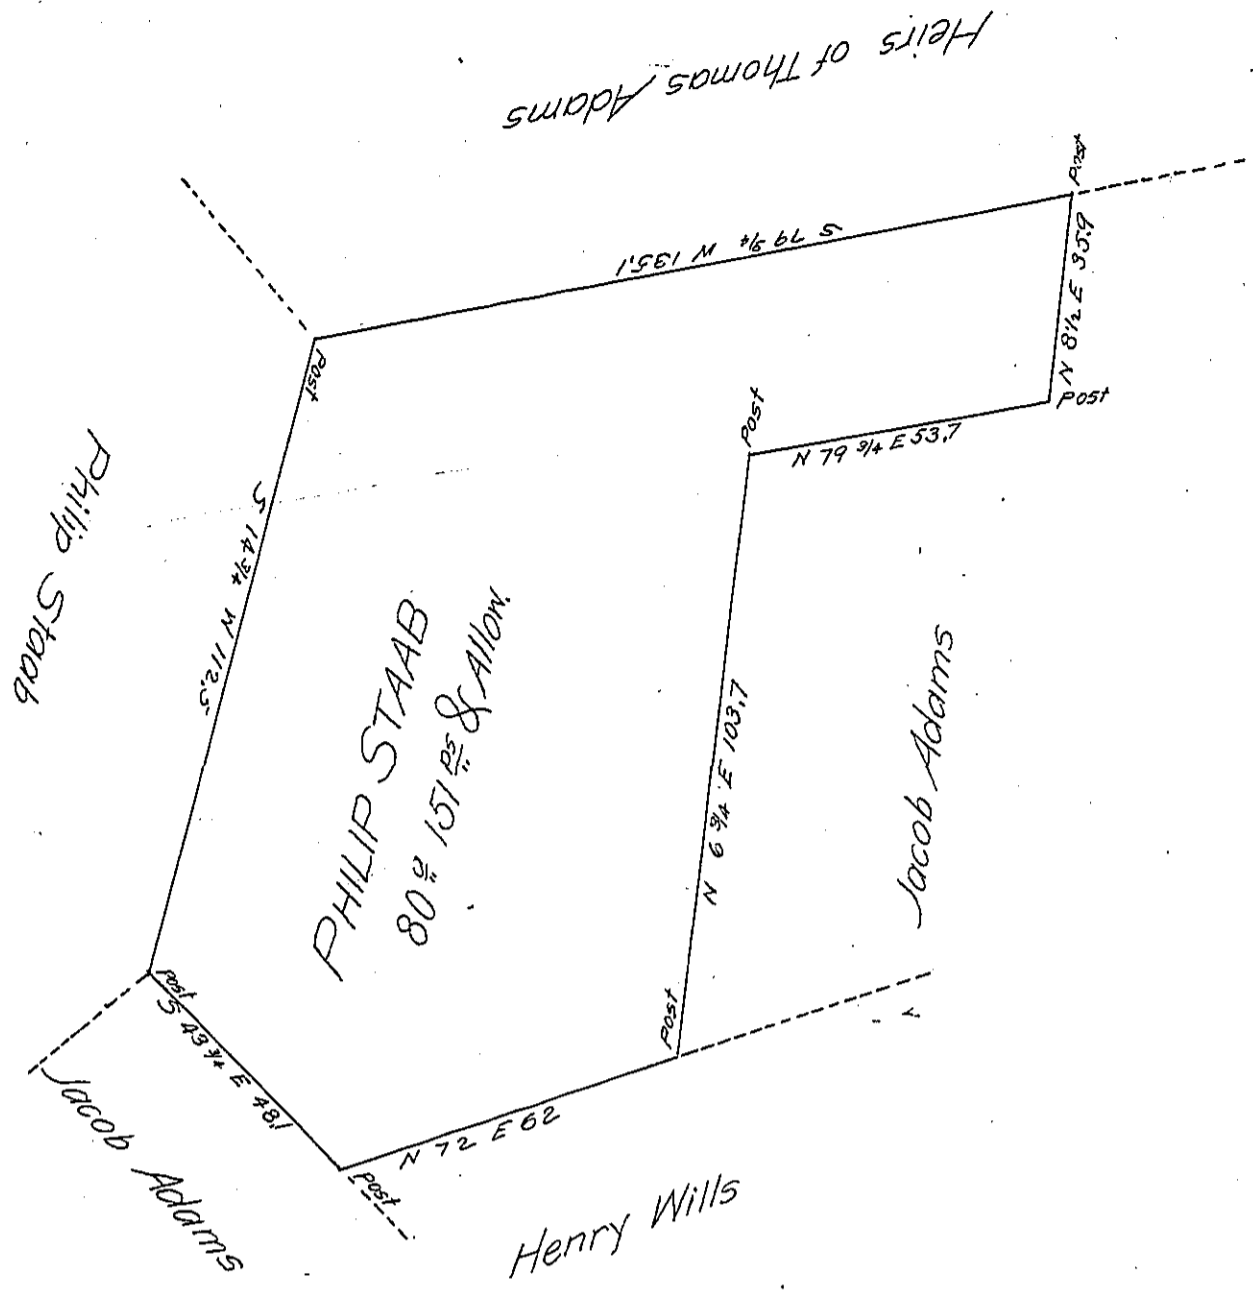 Heirs of Thomas Adams
Post
S 79 3/4 W 135.1
N 8 1/2 E 35.9
Post
Post
Post
N 79 3/4 E 53.7
Philip Staab
S 14 3/4 W 112.5
PHILIP STAAB
80 a 151 ps & Allow.
N 6 3/4 E 103.7
Jacob Adams
Post
Post
S 43 3/4 E 48.1
Jacob Adams
N 72 E 62
Post
Henry Wills